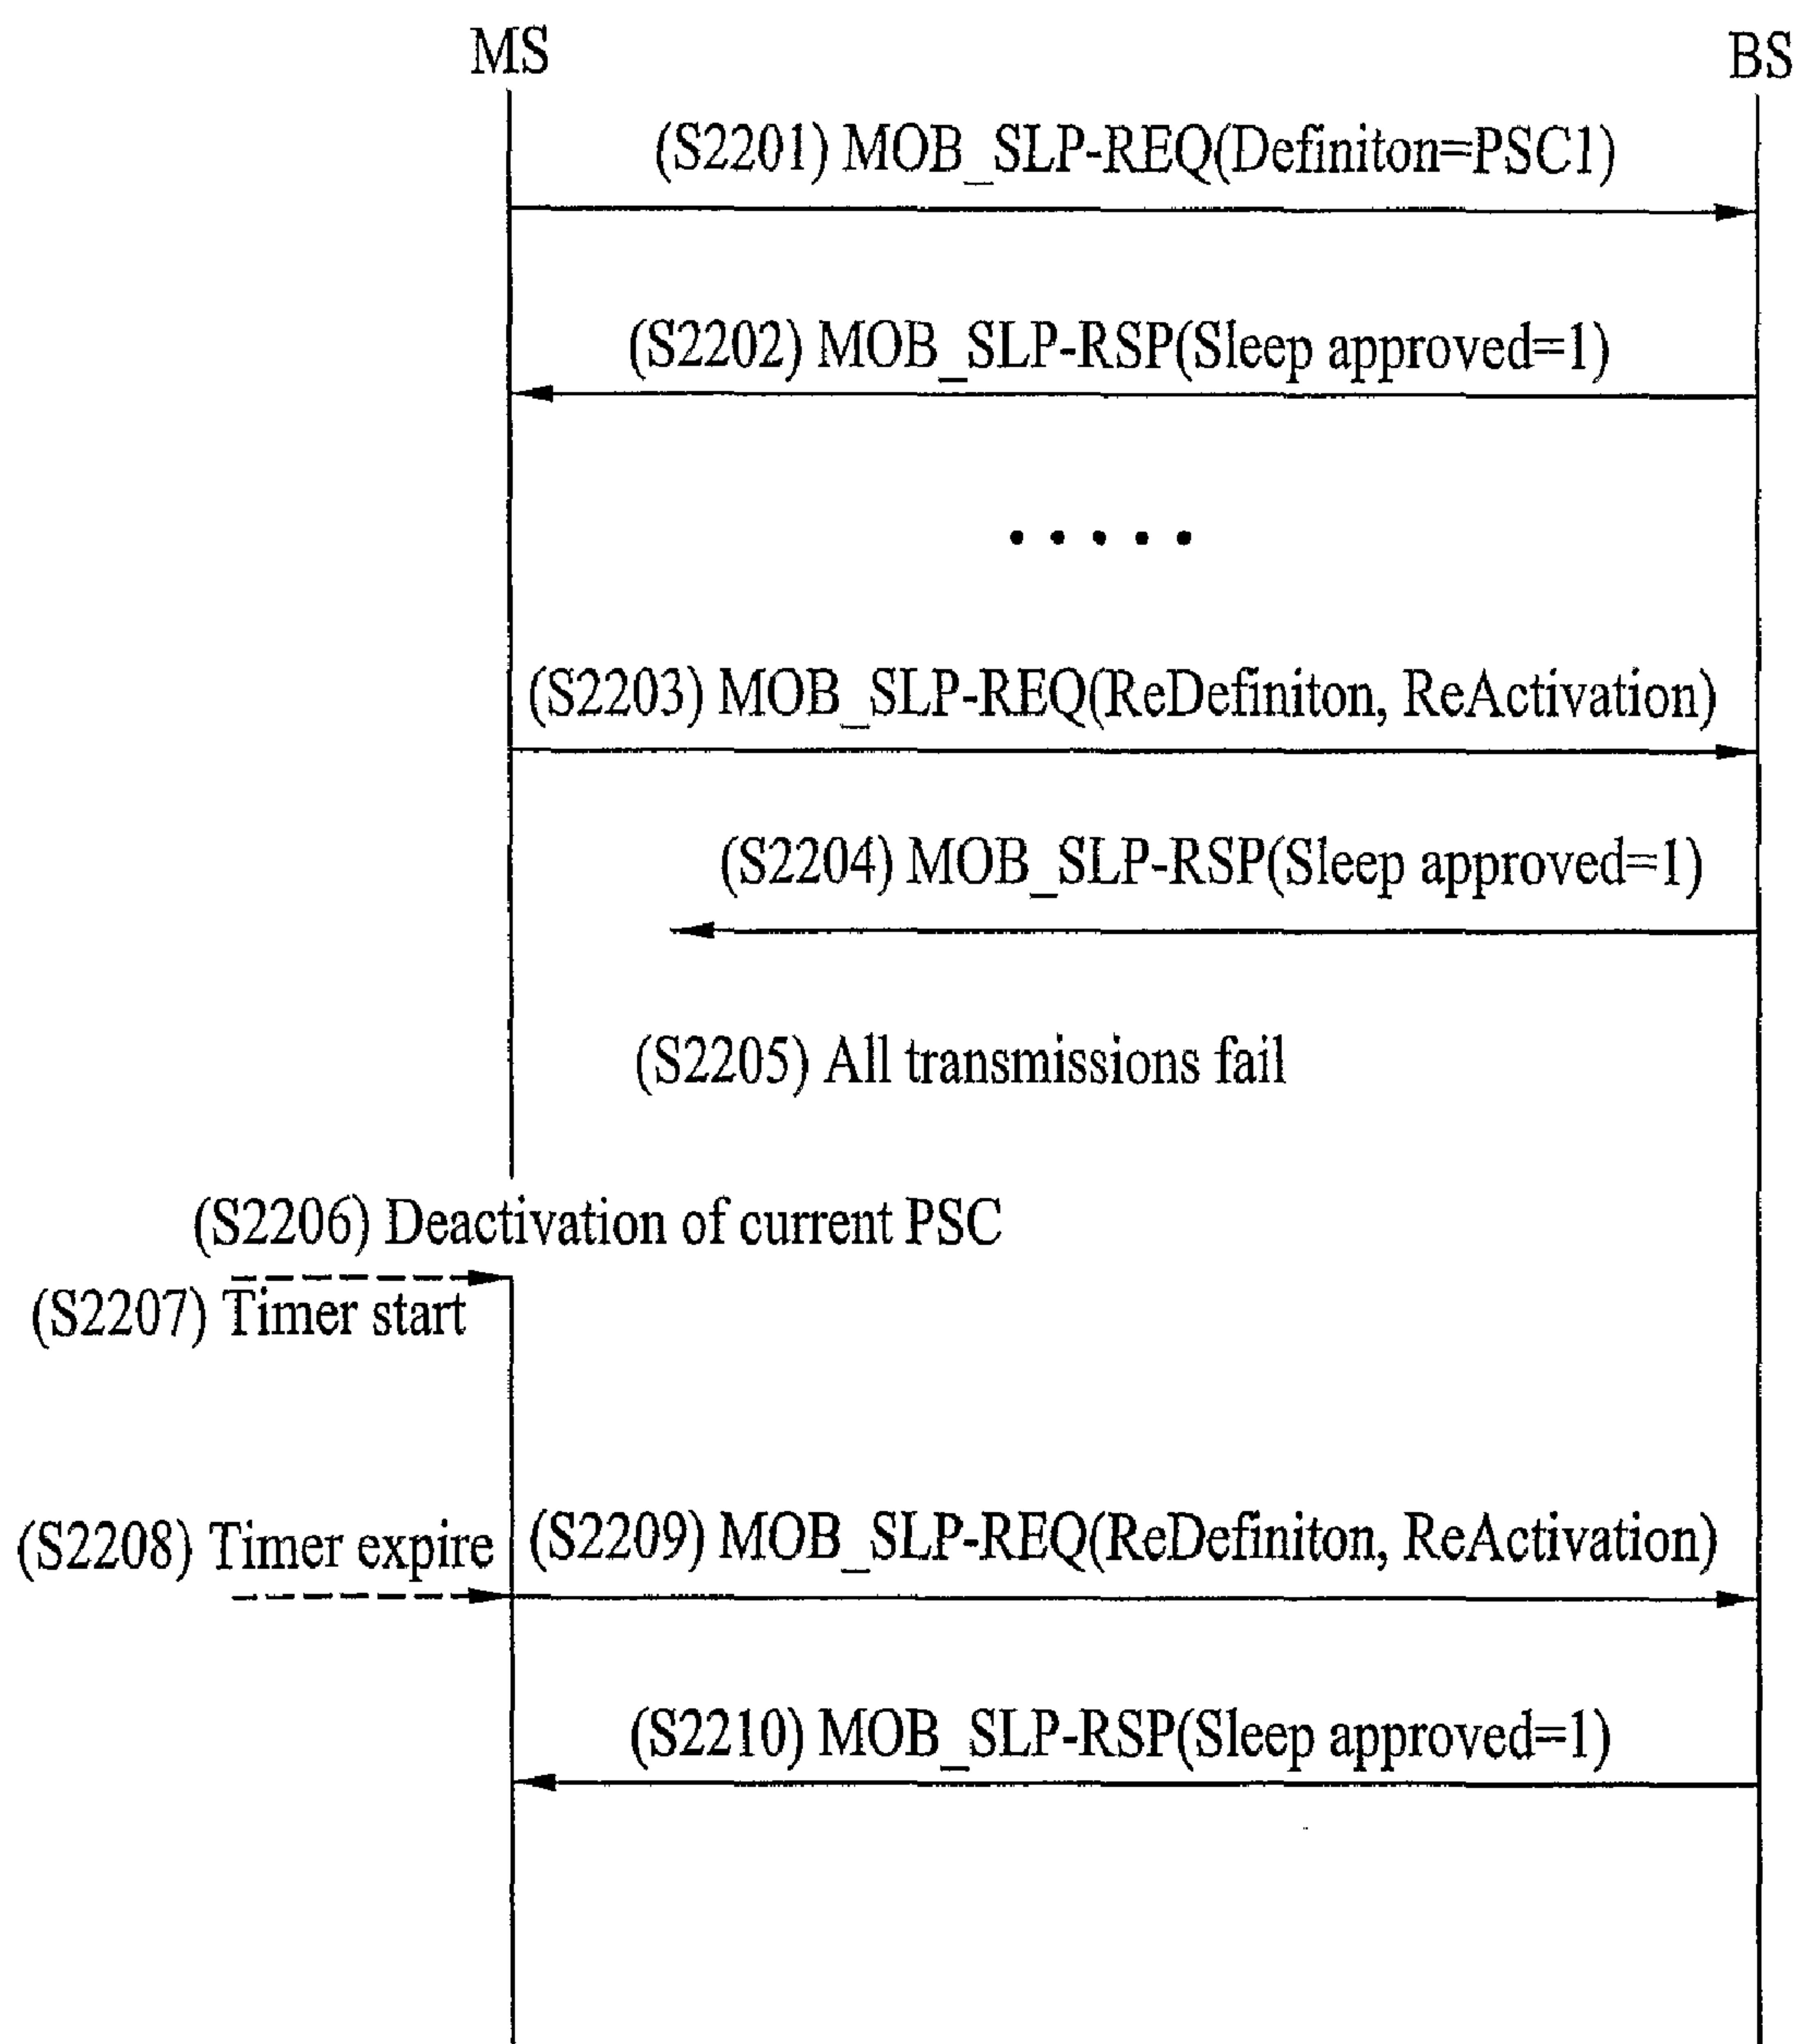 MS
BS
(S2201) MOB_SLP-REQ(Definiton=PSC1)
(S2202) MOB_SLP-RSP(Sleep approved=1)
(S2203) MOB_SLP-REQ(ReDefiniton, ReActivation)
(S2204) MOB_SLP-RSP(Sleep approved=1)
(S2205) All transmissions fail
(S2206) Deactivation of current PSC
(S2207) Timer start
(S2208) Timer expire
(S2209) MOB_SLP-REQ(ReDefiniton, ReActivation)
(S2210) MOB_SLP-RSP(Sleep approved=1)